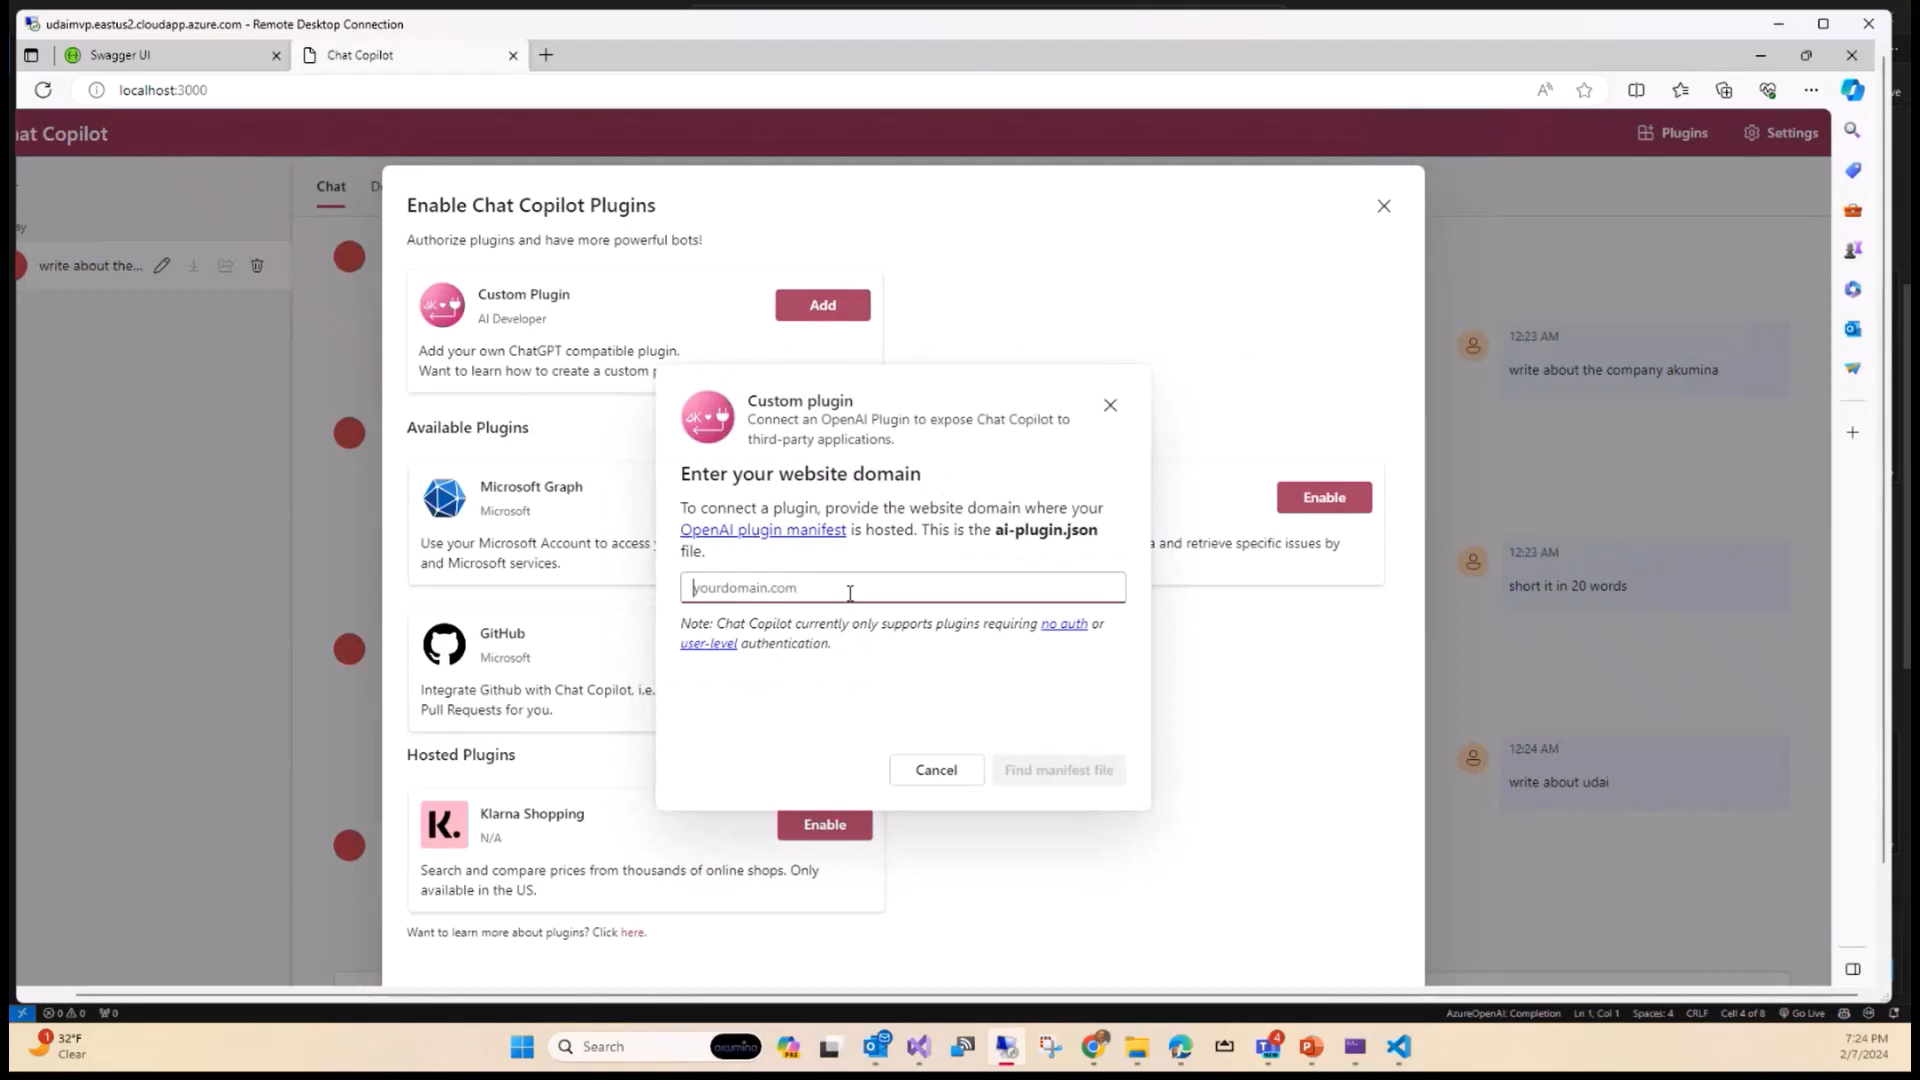 udaimvp.eastus2.cloudapp.azure.com - Remote Desktop Connection
Swagger UI
Chat Copilot
localhost:3000
hat Copilot
Plugins
Settings
ay
write about the...
Chat
D
Enable Chat Copilot Plugins
Authorize plugins and have more powerful bots!
Custom Plugin
AI Developer
Add
Add your own ChatGPT compatible plugin.
Want to learn how to create a custom p
Available Plugins
Microsoft Graph
Microsoft
Use your Microsoft Account to access
and Microsoft services.
Enable
a and retrieve specific issues by
GitHub
Microsoft
Integrate Github with Chat Copilot, i.e.
Pull Requests for you.
Hosted Plugins
K.
Klarna Shopping
N/A
Enable
Search and compare prices from thousands of online shops. Only
available in the US.
Want to learn more about plugins? Click here.
Custom plugin
Connect an OpenAI Plugin to expose Chat Copilot to
third-party applications.
Enter your website domain
To connect a plugin, provide the website domain where your
OpenAI plugin manifest is hosted. This is the ai-plugin.json
file.
yourdomain.com
Note: Chat Copilot currently only supports plugins requiring no auth or
user-level authentication.
Cancel
Find manifest file
12:23 AM
write about the company akumina
12:23 AM
short it in 20 words
12:24 AM
write about udai
0 0 0
AzureOpenAI: Completion
Ln 1, Col 1
Spaces: 4
CRLF
Cell 4 of 8
Go Live
1
32°F
Clear
Search
akumina
PRE
4
NEW
7:24 PM
2/7/2024